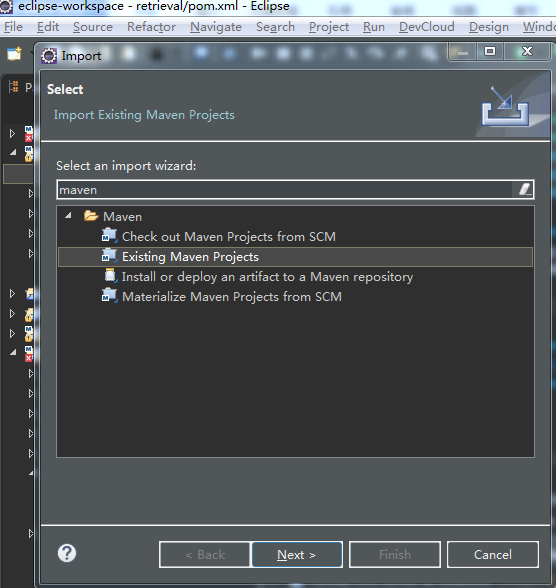 eclipse-workspace - retrieval/pom.xml - Eclipse
File Edit Source Refactor Navigate Search Project Run DevCloud Design
Import
Select
Import Existing Maven Projects
Select an import wizard:
maven
Maven
Check out Maven Projects from SCM
Existing Maven Projects
Install or deploy an artifact to a Maven repository
Materialize Maven Projects from SCM
< Back Next > Finish Cancel